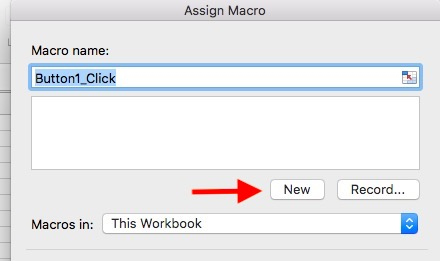 Assign Macro
Macro name:
Button1_Click
New Record...
Macros in: This Workbook